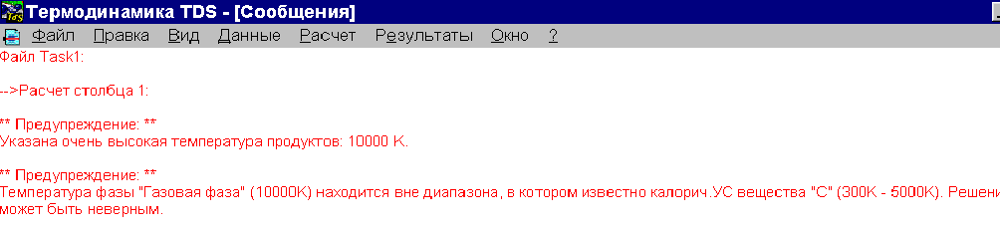 Термодинамика TDS - [Сообщения]
Файл Правка Вид Данные Расчет Результаты Окно ?
Файл Task1:
-->Расчет столбца 1:
** Предупреждение: **
Указана очень высокая температура продуктов: 10000 K.
** Предупреждение: **
Температура фазы "Газовая фаза" (10000K) находится вне диапазона, в котором известно калорич.УС вещества "C" (300K - 5000K). Решени
может быть неверным.